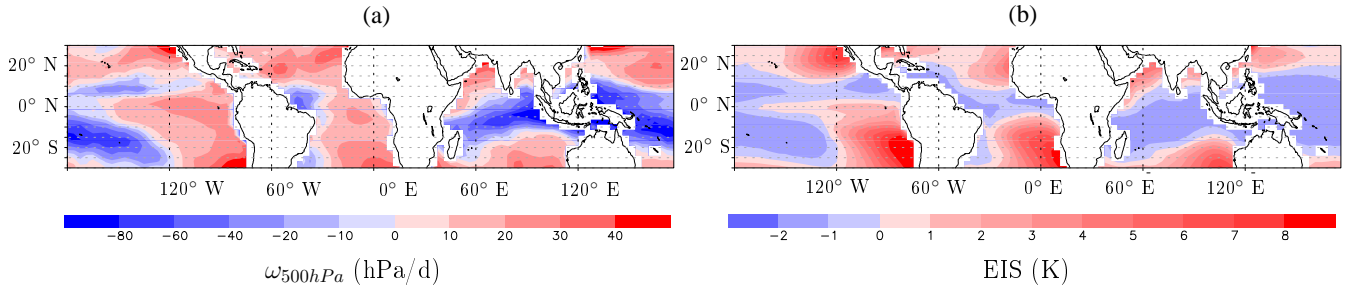 (a) (b)
20° N
0° N
20° S
120° W 60° W 0° E 60° E 120° E
−80 −60 −40 −20 −10 0 10 20 30 40
ω500hPa (hPa/d)
20° N
0° N
20° S
120° W 60° W 0° E 60° E 120° E
−2 −1 0 1 2 3 4 5 6 7 8
EIS (K)